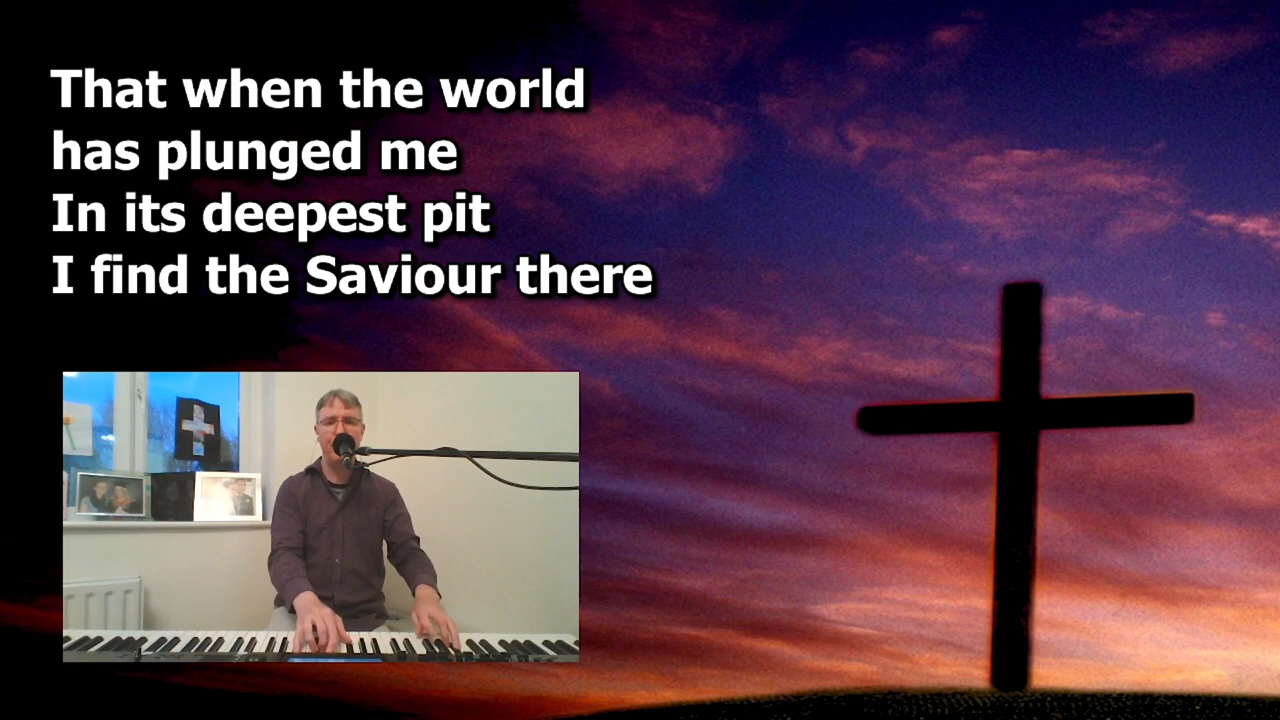 That when the world
has plunged me
In its deepest pit
I find the Saviour there